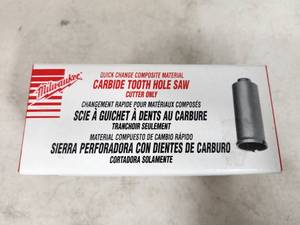 Milwaukee
QUICK CHANGE COMPOSITE MATERIAL
CARBIDE TOOTH HOLE SAW
CUTTER ONLY
CHANGEMENT RAPIDE POUR MATÉRIAUX COMPOSÉS
SCIE À GUICHET À DENTS AU CARBURE
TRANCHOIR SEULEMENT
MATERIAL COMPUESTO DE CAMBIO RÁPIDO
SIERRA PERFORADORA CON DIENTES DE CARBURO
CORTADORA SOLAMENTE